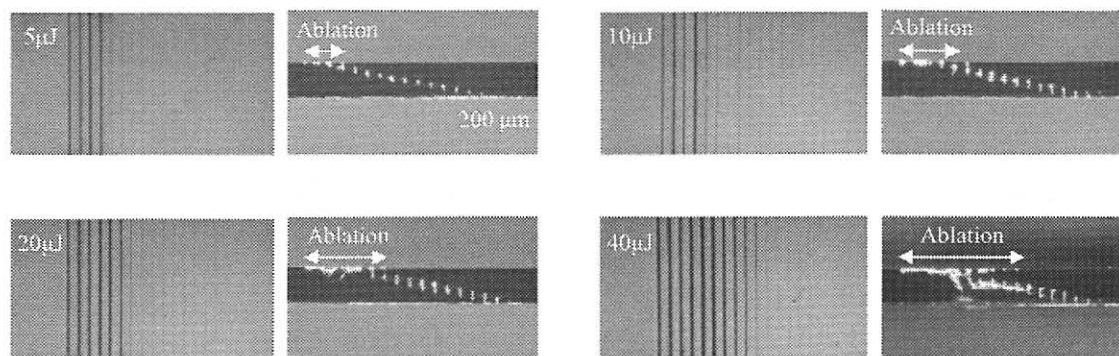 5μJ
Ablation
200 μm
10μJ
Ablation
20μJ
Ablation
40μJ
Ablation